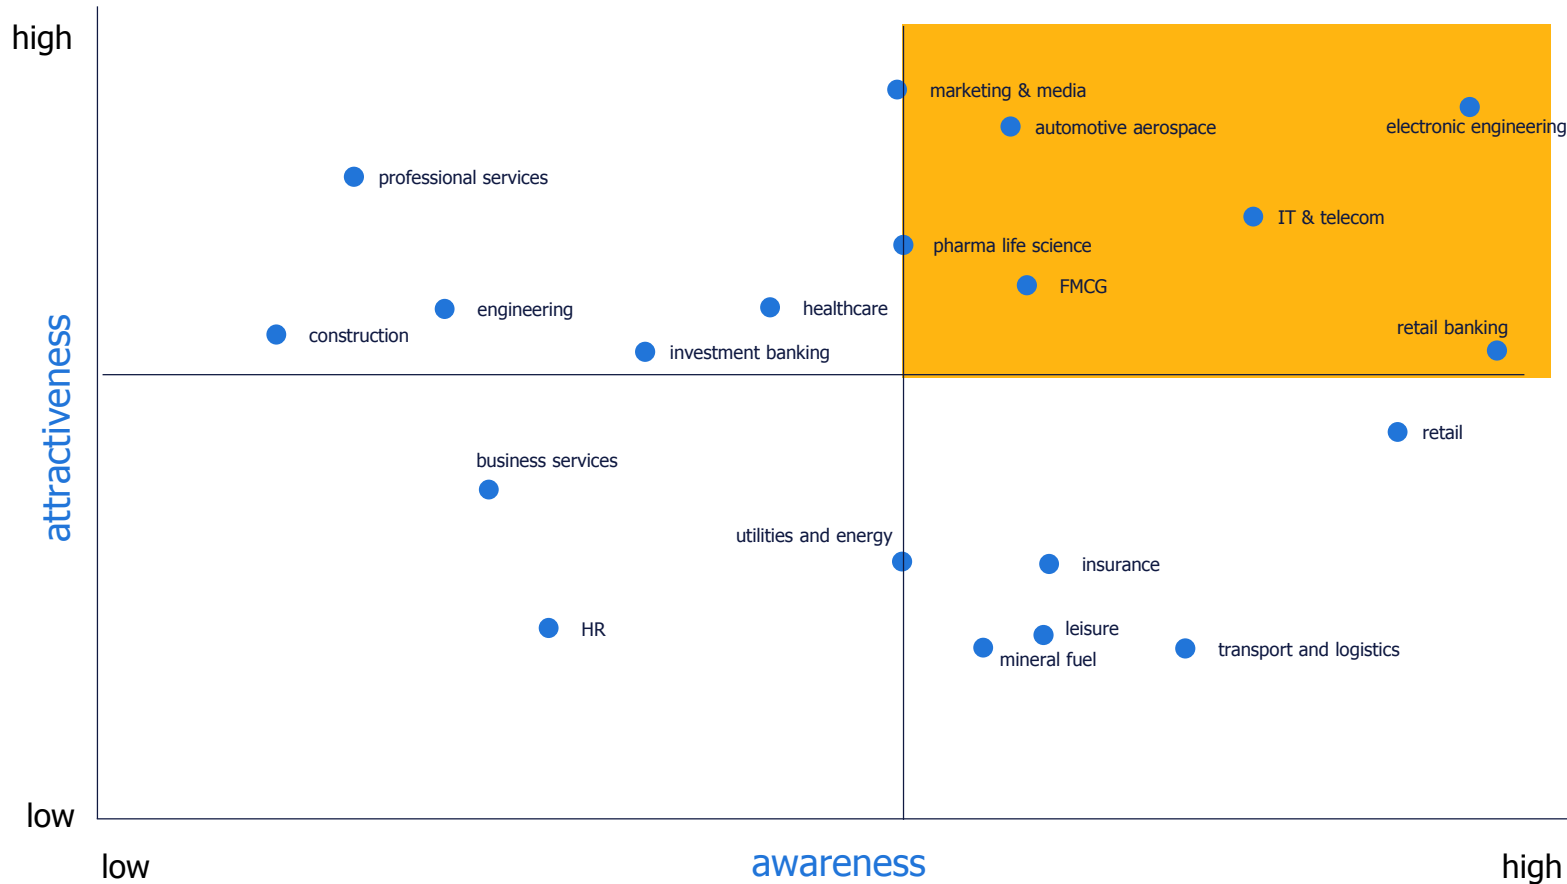 high
marketing & media
automotive aerospace
electronic engineering
professional services
IT & telecom
pharma life science
FMCG
engineering
healthcare
construction
investment banking
retail banking
attractiveness
retail
business services
utilities and energy
insurance
HR
leisure
mineral fuel
transport and logistics
low
low
awareness
high